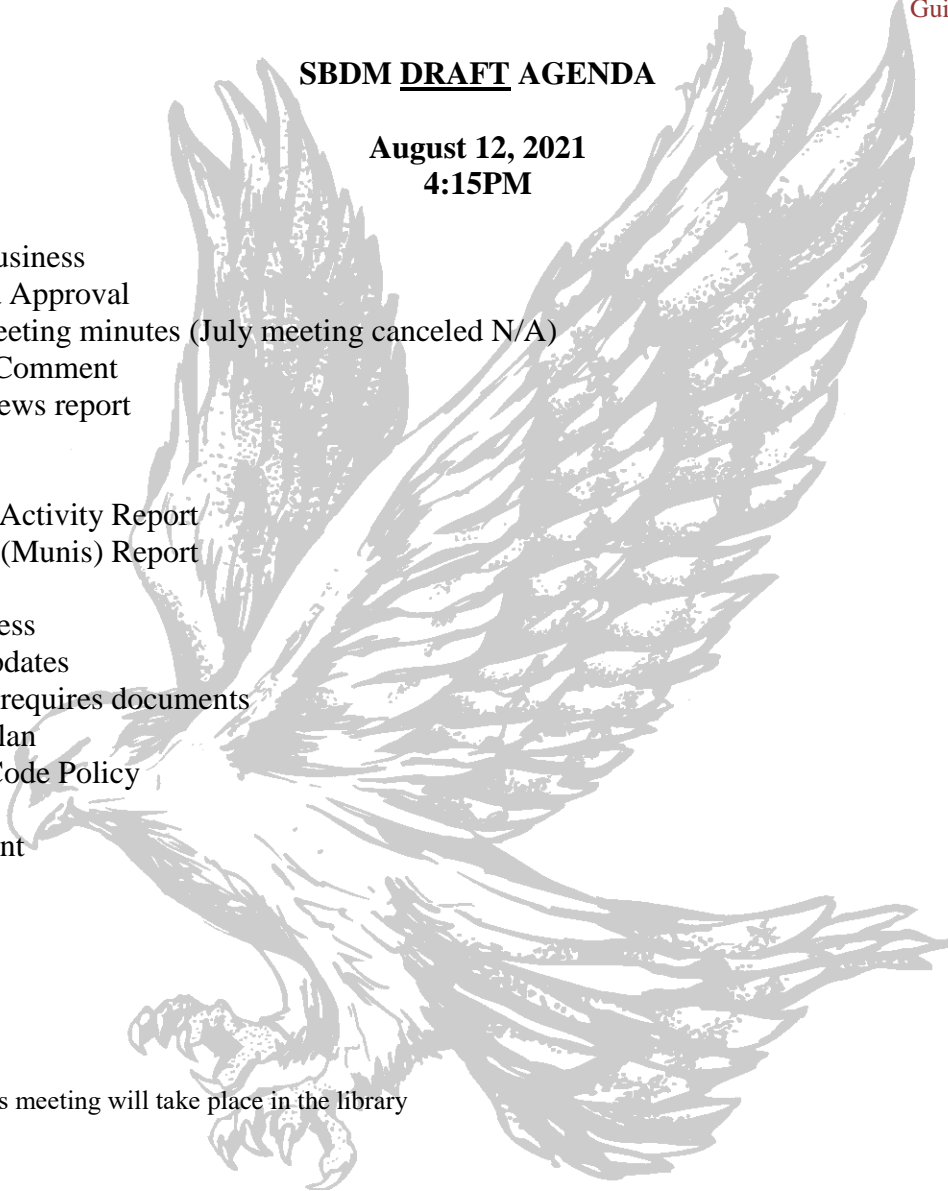 Gui
SBDM DRAFT AGENDA
August 12, 2021
4:15PM
usiness
Approval
eeting minutes (July meeting canceled N/A)
Comment
ews report
Activity Report
(Munis) Report
ess
dates
requires documents
lan
Code Policy
nt
s meeting will take place in the library